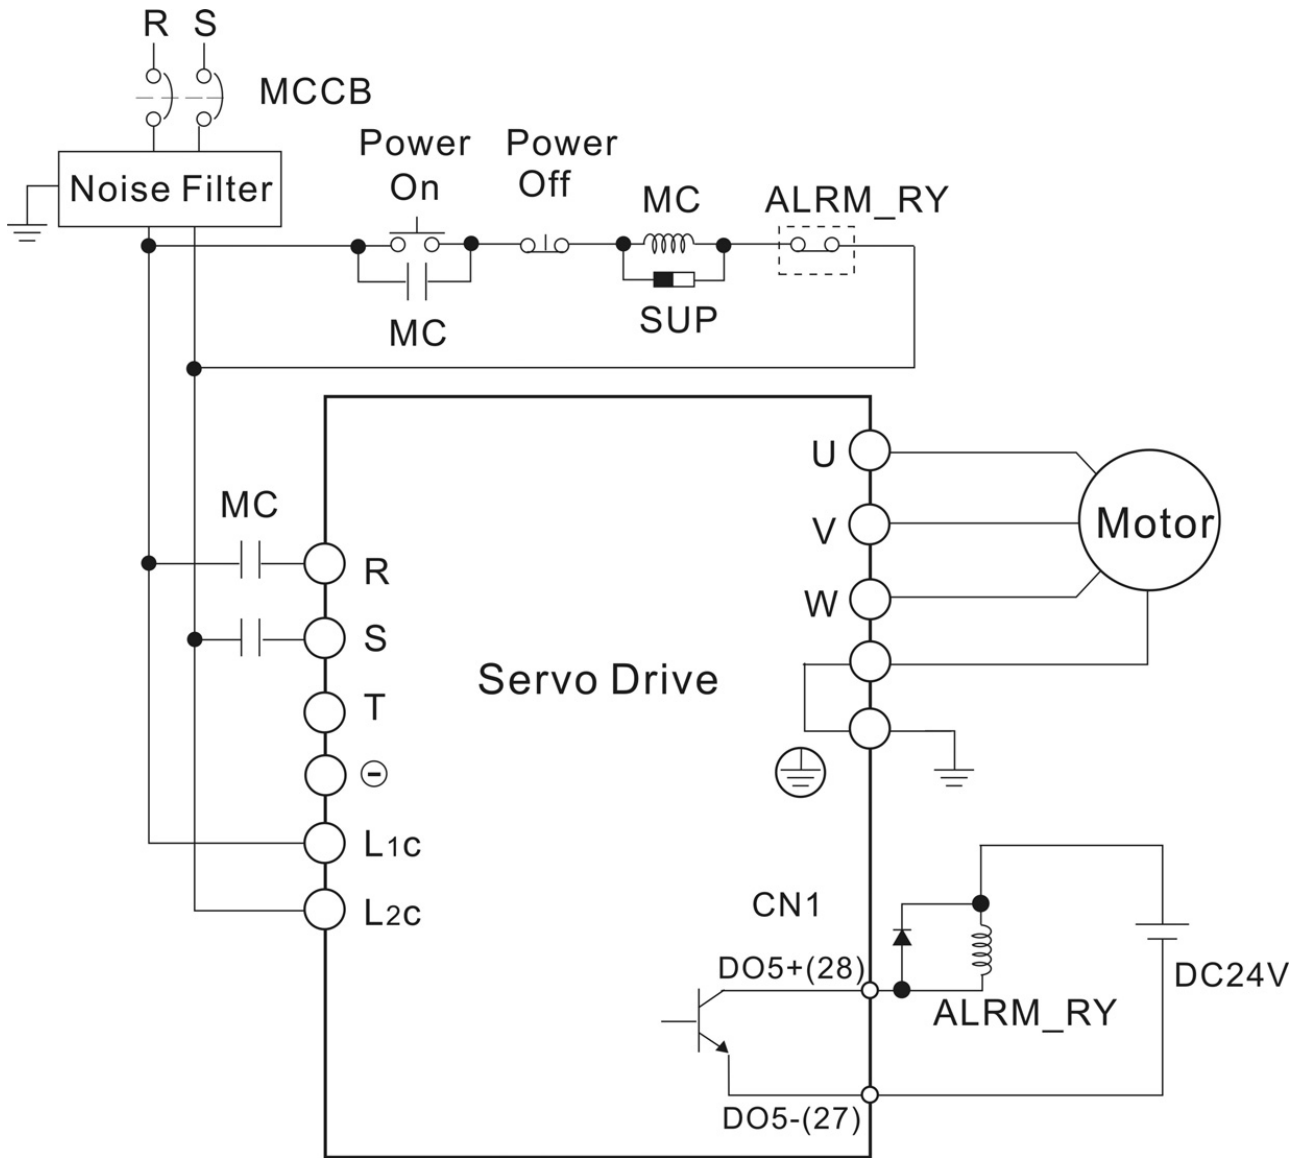 R S
MCCB
Power On
Power Off
Noise Filter
MC
ALRM_RY
MC
SUP
MC
R
S
T
⊖
L1c
L2c
Servo Drive
U
V
W
Motor
CN1
DO5+(28)
DO5-(27)
ALRM_RY
DC24V